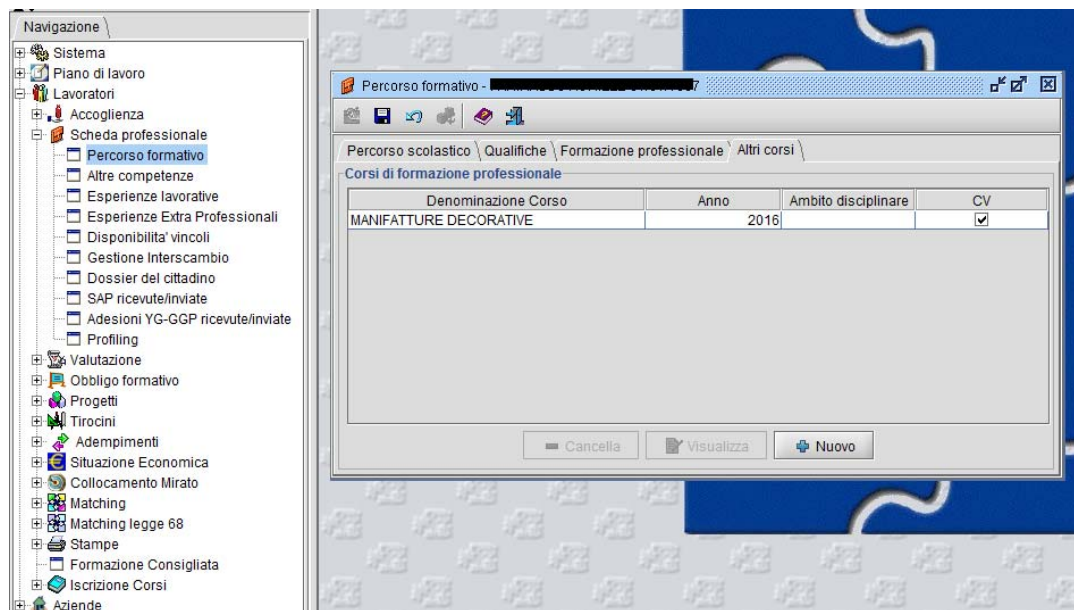 Navigazione
Sistema
Piano di lavoro
Lavoratori
Accoglienza
Scheda professionale
Percorso formativo
Altre competenze
Esperienze lavorative
Esperienze Extra Professionali
Disponibilita' vincoli
Gestione Interscambio
Dossier del cittadino
SAP ricevute/inviate
Adesioni YG-GGP ricevute/inviate
Profiling
Valutazione
Obbligo formativo
Progetti
Tirocini
Adempimenti
Situazione Economica
Collocamento Mirato
Matching
Matching legge 68
Stampe
Formazione Consigliata
Iscrizione Corsi
Aziende
Percorso formativo - 7
Percorso scolastico Qualifiche Formazione professionale Altri corsi
Corsi di formazione professionale
Denominazione Corso Anno Ambito disciplinare CV
MANIFATTURE DECORATIVE 2016
Cancella Visualizza Nuovo